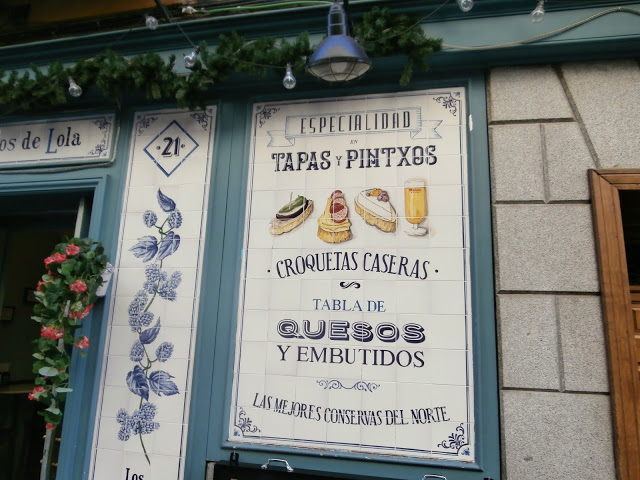 os de Lola
21
Los
ESPECIALIDAD
EN
TAPAS Y PINTXOS
· CROQUETAS CASERAS ·
TABLA DE
QUESOS
Y EMBUTIDOS
LAS MEJORES CONSERVAS DEL NORTE